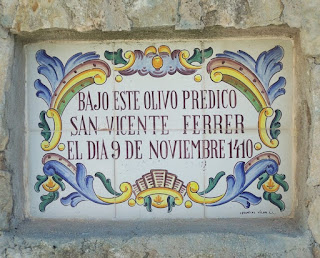 BAJO ESTE OLIVO PREDICO
SAN VICENTE FERRER
EL DIA 9 DE NOVIEMBRE 1410